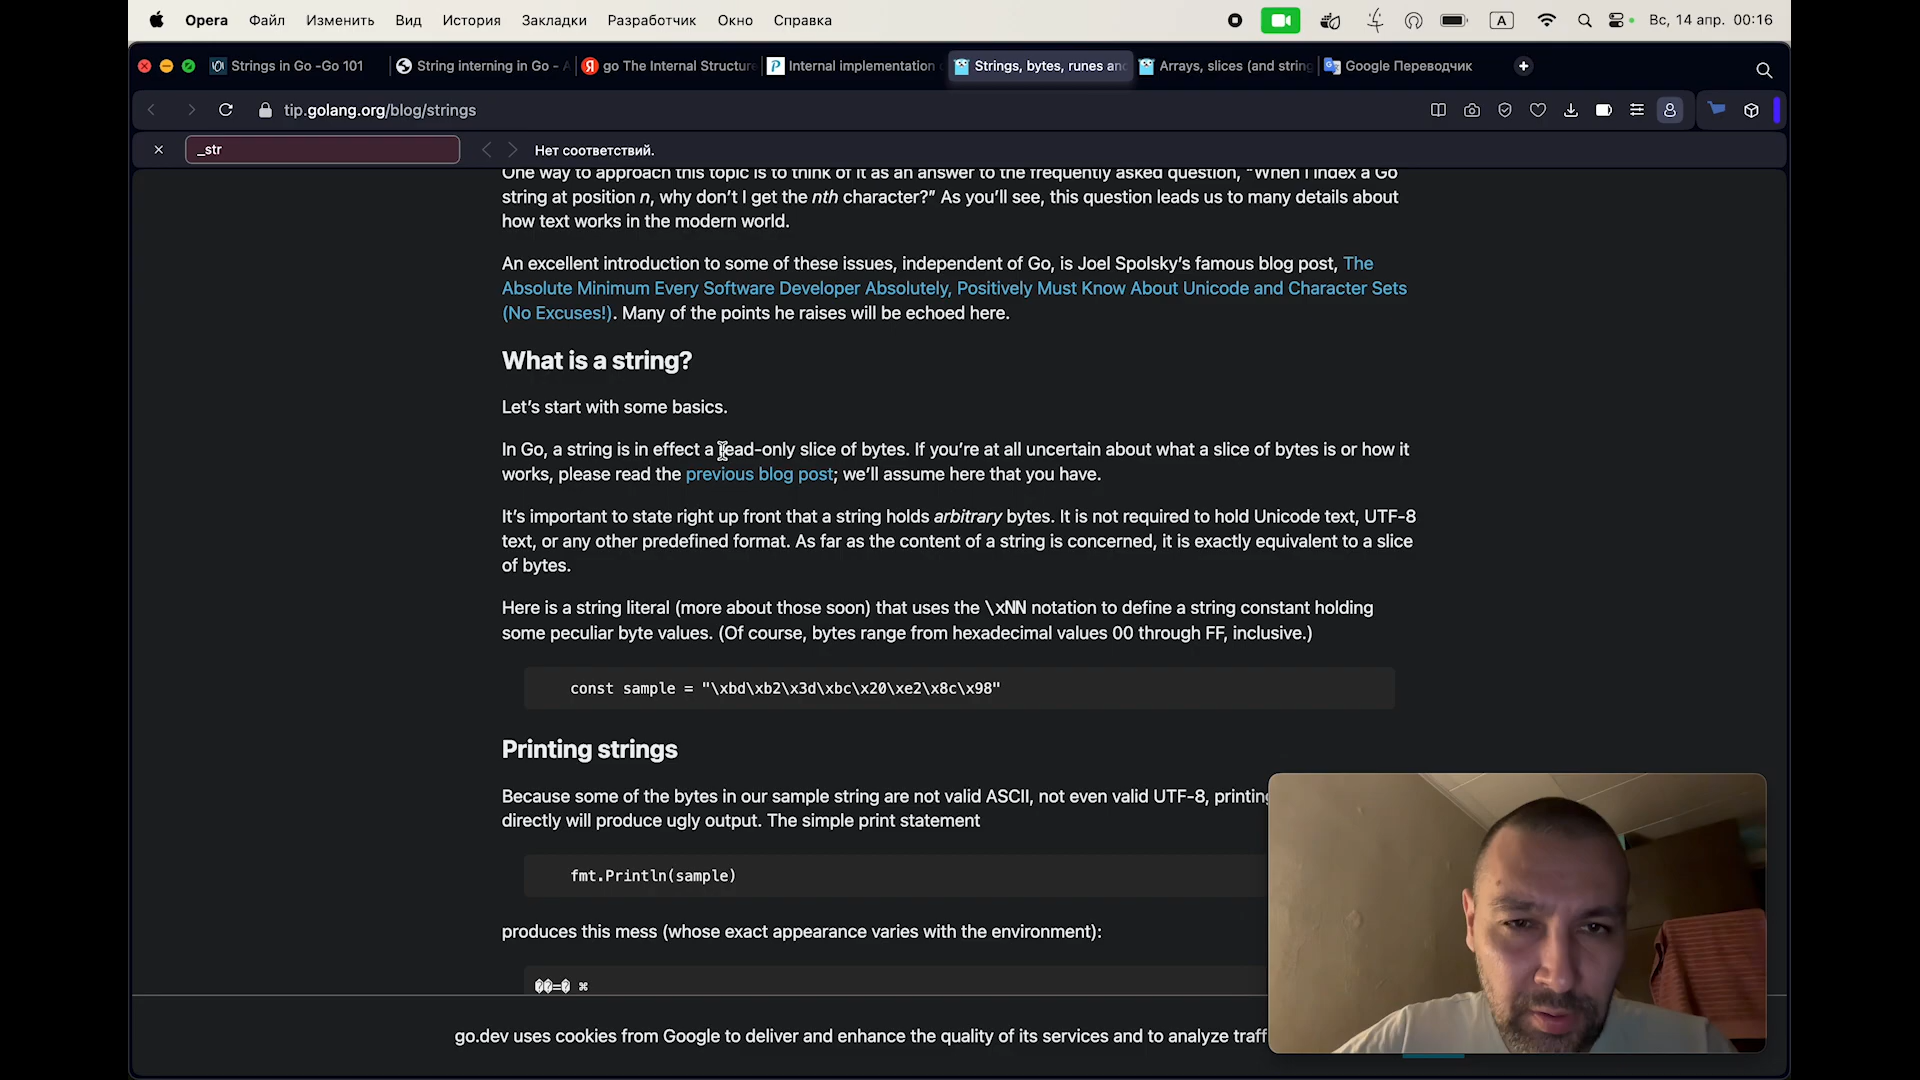 Opera Файл Изменить Вид История Закладки Разработчик Окно Справка A Вс, 14 апр. 00:16
Strings in Go -Go 101 String interning in Go - A go The Internal Structure Internal implementation Strings, bytes, runes and Arrays, slices (and string Google Переводчик
tip.golang.org/blog/strings
_str Нет соответствий.
One way to approach this topic is to think of it as an answer to the frequently asked question, “When I index a Go
string at position n, why don’t I get the nth character?” As you’ll see, this question leads us to many details about
how text works in the modern world.
An excellent introduction to some of these issues, independent of Go, is Joel Spolsky’s famous blog post, The
Absolute Minimum Every Software Developer Absolutely, Positively Must Know About Unicode and Character Sets
(No Excuses!). Many of the points he raises will be echoed here.
What is a string?
Let’s start with some basics.
In Go, a string is in effect a read-only slice of bytes. If you’re at all uncertain about what a slice of bytes is or how it
works, please read the previous blog post; we’ll assume here that you have.
It’s important to state right up front that a string holds arbitrary bytes. It is not required to hold Unicode text, UTF-8
text, or any other predefined format. As far as the content of a string is concerned, it is exactly equivalent to a slice
of bytes.
Here is a string literal (more about those soon) that uses the \xNN notation to define a string constant holding
some peculiar byte values. (Of course, bytes range from hexadecimal values 00 through FF, inclusive.)
const sample = "\xbd\xb2\x3d\xbc\x20\xe2\x8c\x98"
Printing strings
Because some of the bytes in our sample string are not valid ASCII, not even valid UTF-8, printing
directly will produce ugly output. The simple print statement
fmt.Println(sample)
produces this mess (whose exact appearance varies with the environment):
��=� ⌘
go.dev uses cookies from Google to deliver and enhance the quality of its services and to analyze traff